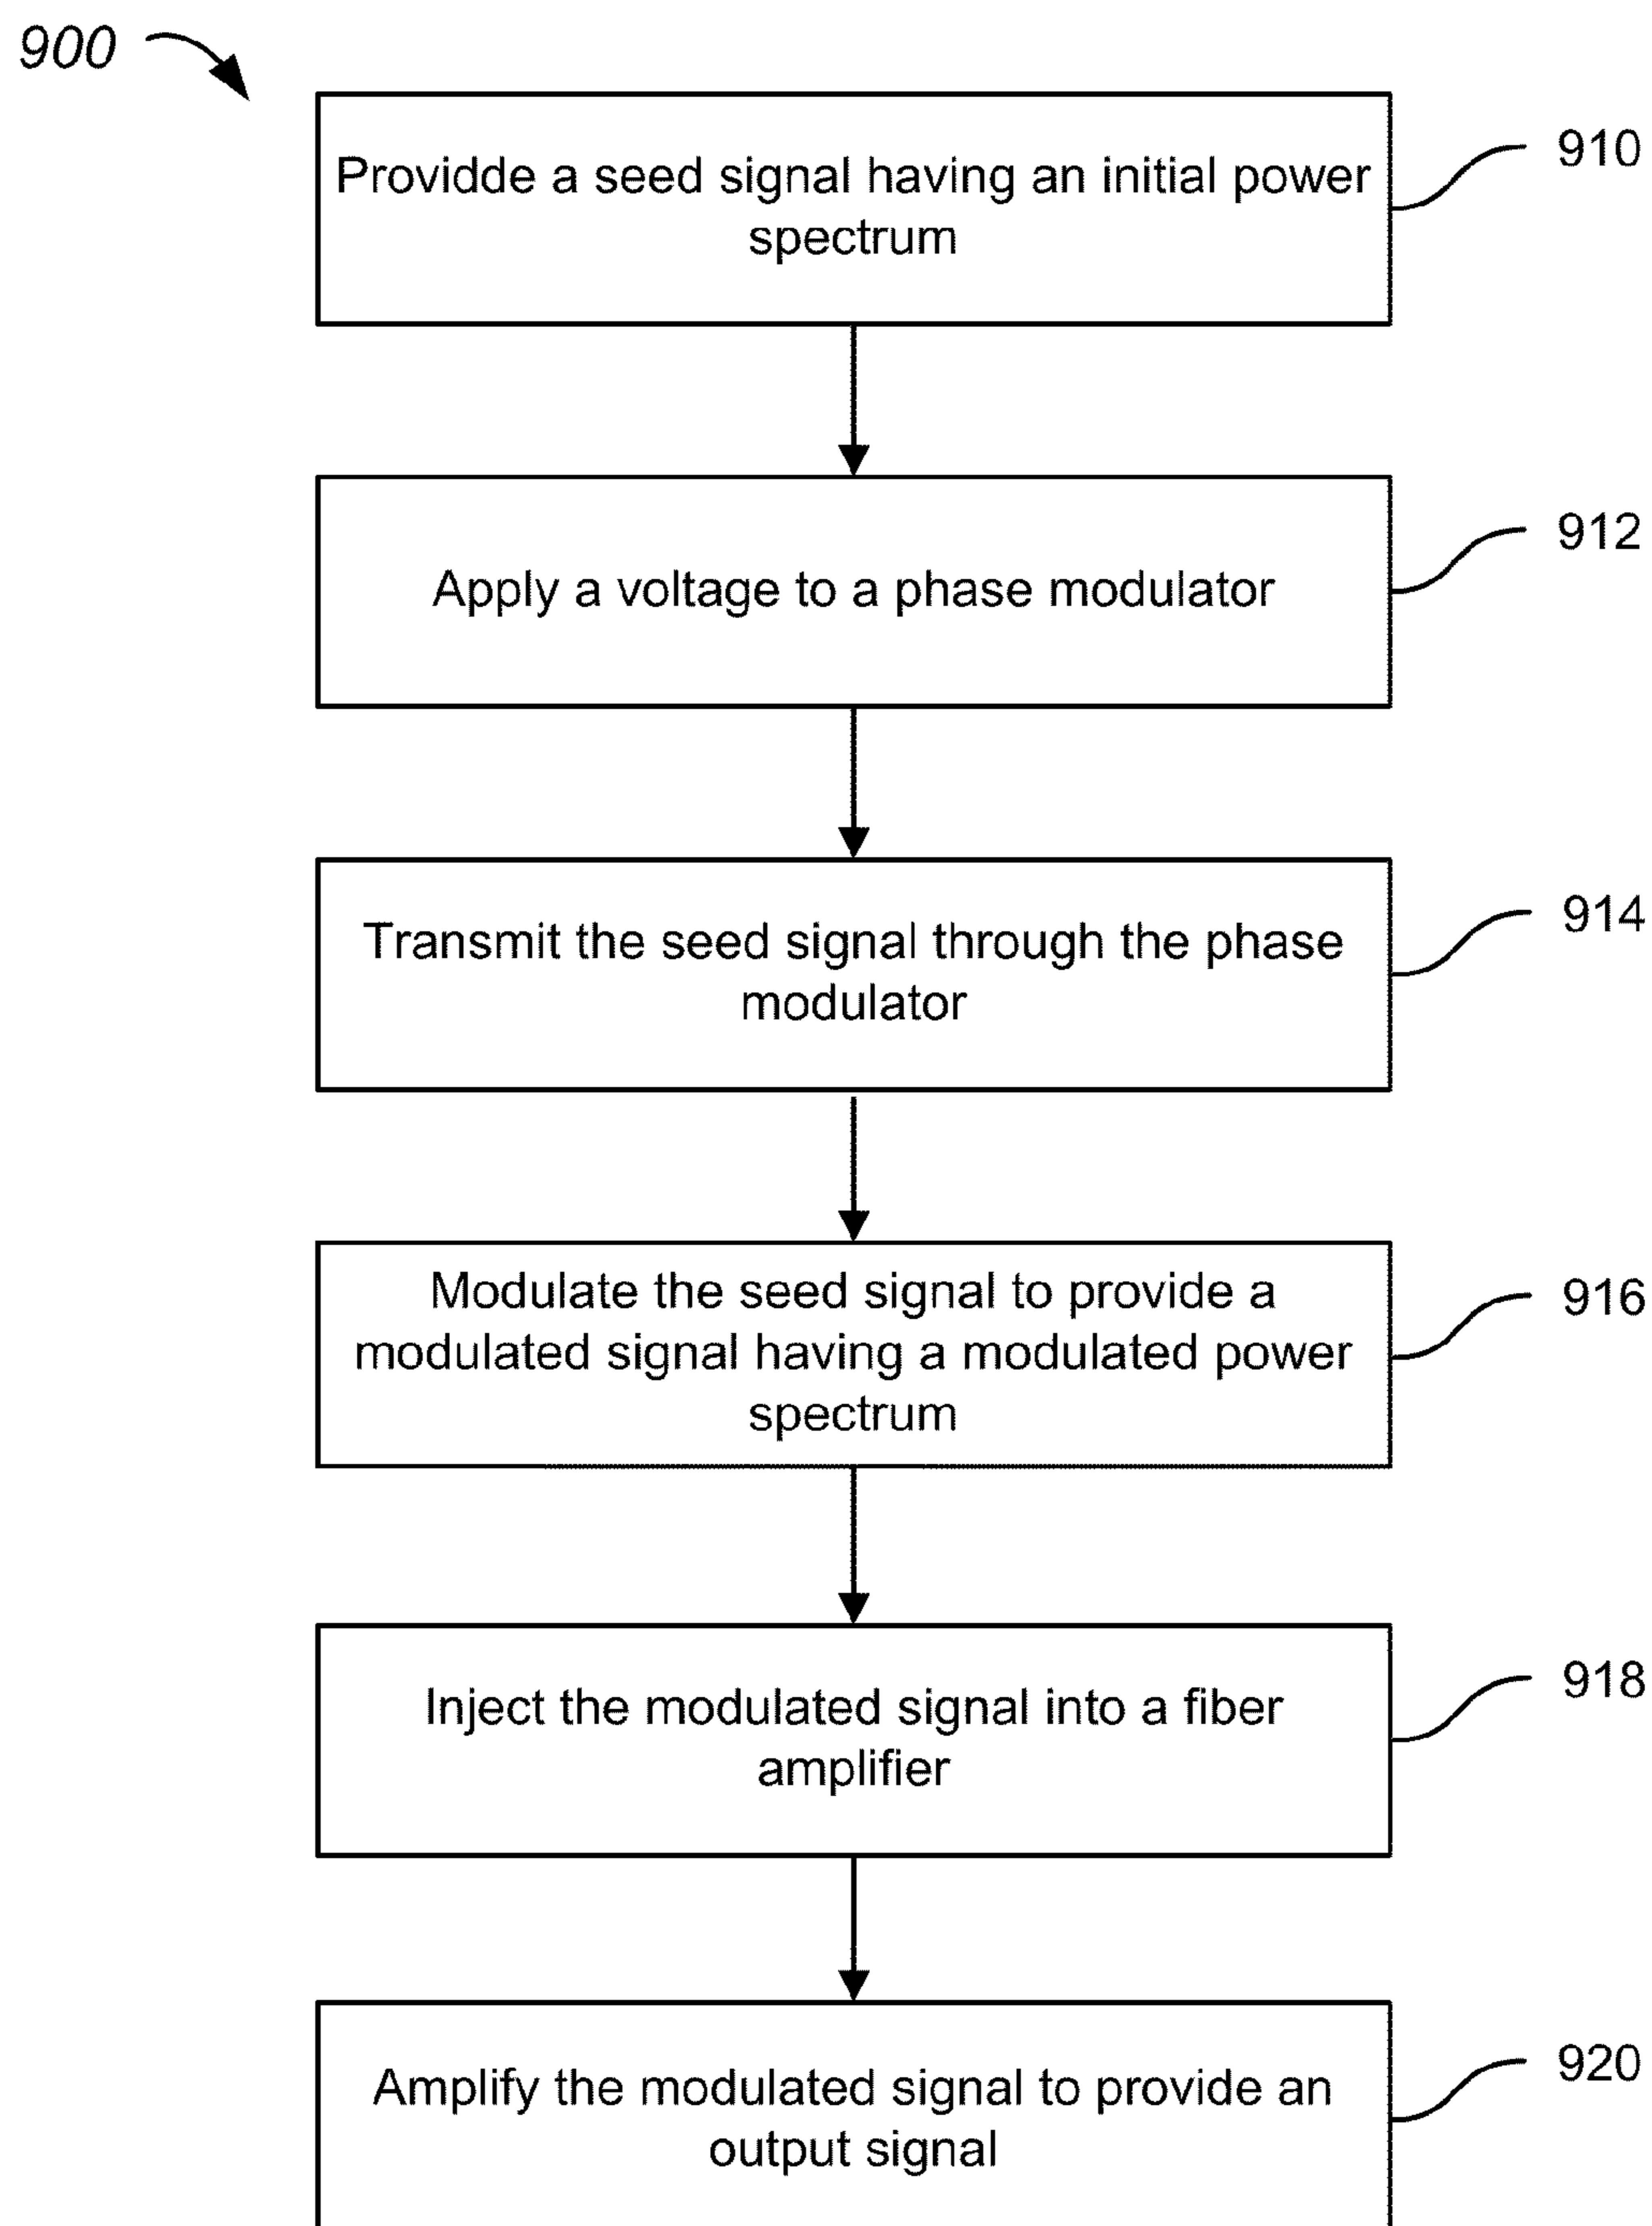 900
Providde a seed signal having an initial power
spectrum
910
Apply a voltage to a phase modulator
912
Transmit the seed signal through the phase
modulator
914
Modulate the seed signal to provide a
modulated signal having a modulated power
spectrum
916
Inject the modulated signal into a fiber
amplifier
918
Amplify the modulated signal to provide an
output signal
920